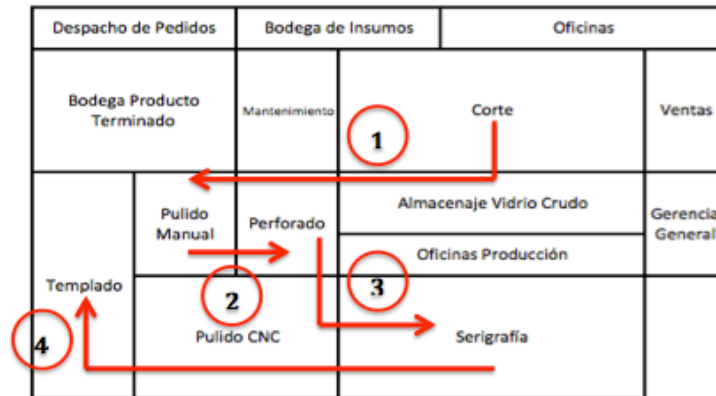 Despacho de Pedidos
Bodega de Insumos
Oficinas
Bodega Producto
Terminado
Mantenimiento
Corte
Ventas
1
Pulido
Manual
Perforado
Almacenaje Vidrio Crudo
Gerencia
General
Oficinas Producción
Templado
2
3
4
Pulido CNC
Serigrafía